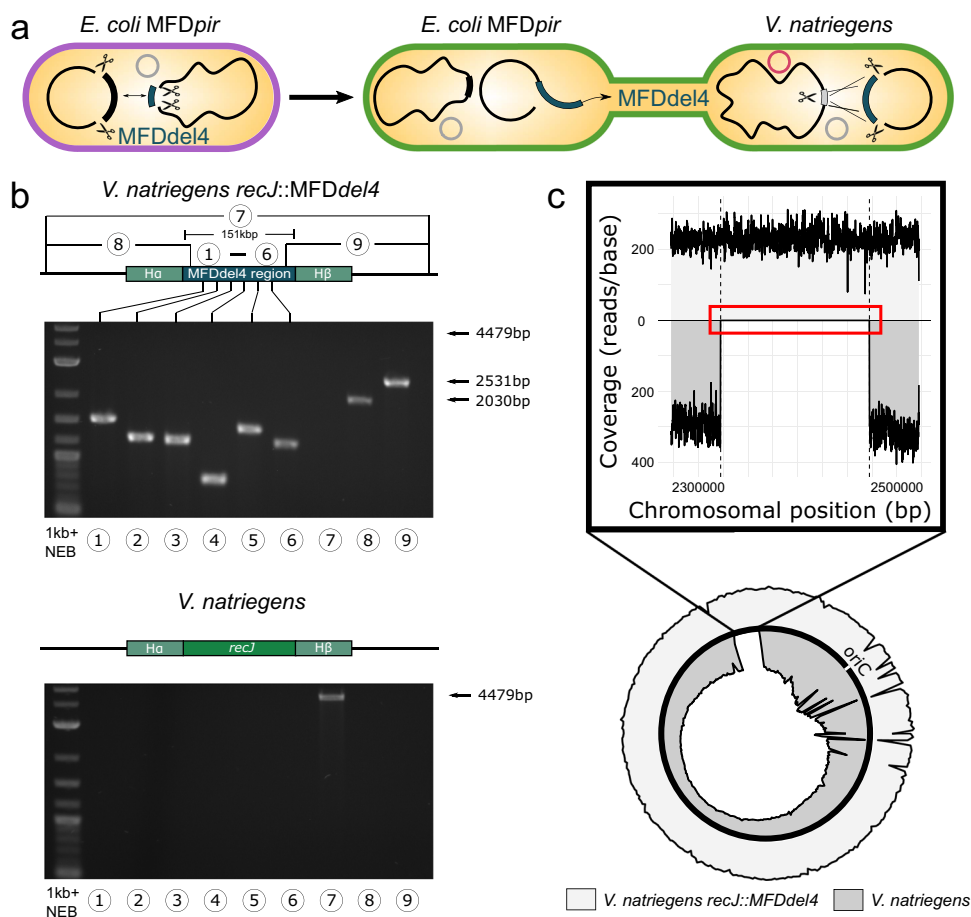 a
E. coli MFDpir
E. coli MFDpir
V. natriegens
MFDdel4
MFDdel4
b
V. natriegens recJ::MFDdel4
7
151kbp
8
1
6
9
Hα
MFDdel4 region
Hβ
4479bp
2531bp
2030bp
1kb+
NEB
1 2 3 4 5 6 7 8 9
V. natriegens
Hα
recJ
Hβ
4479bp
1kb+
NEB
1 2 3 4 5 6 7 8 9
c
Coverage (reads/base)
200
0
200
400
2300000
2500000
Chromosomal position (bp)
oriC
V. natriegens recJ::MFDdel4
V. natriegens